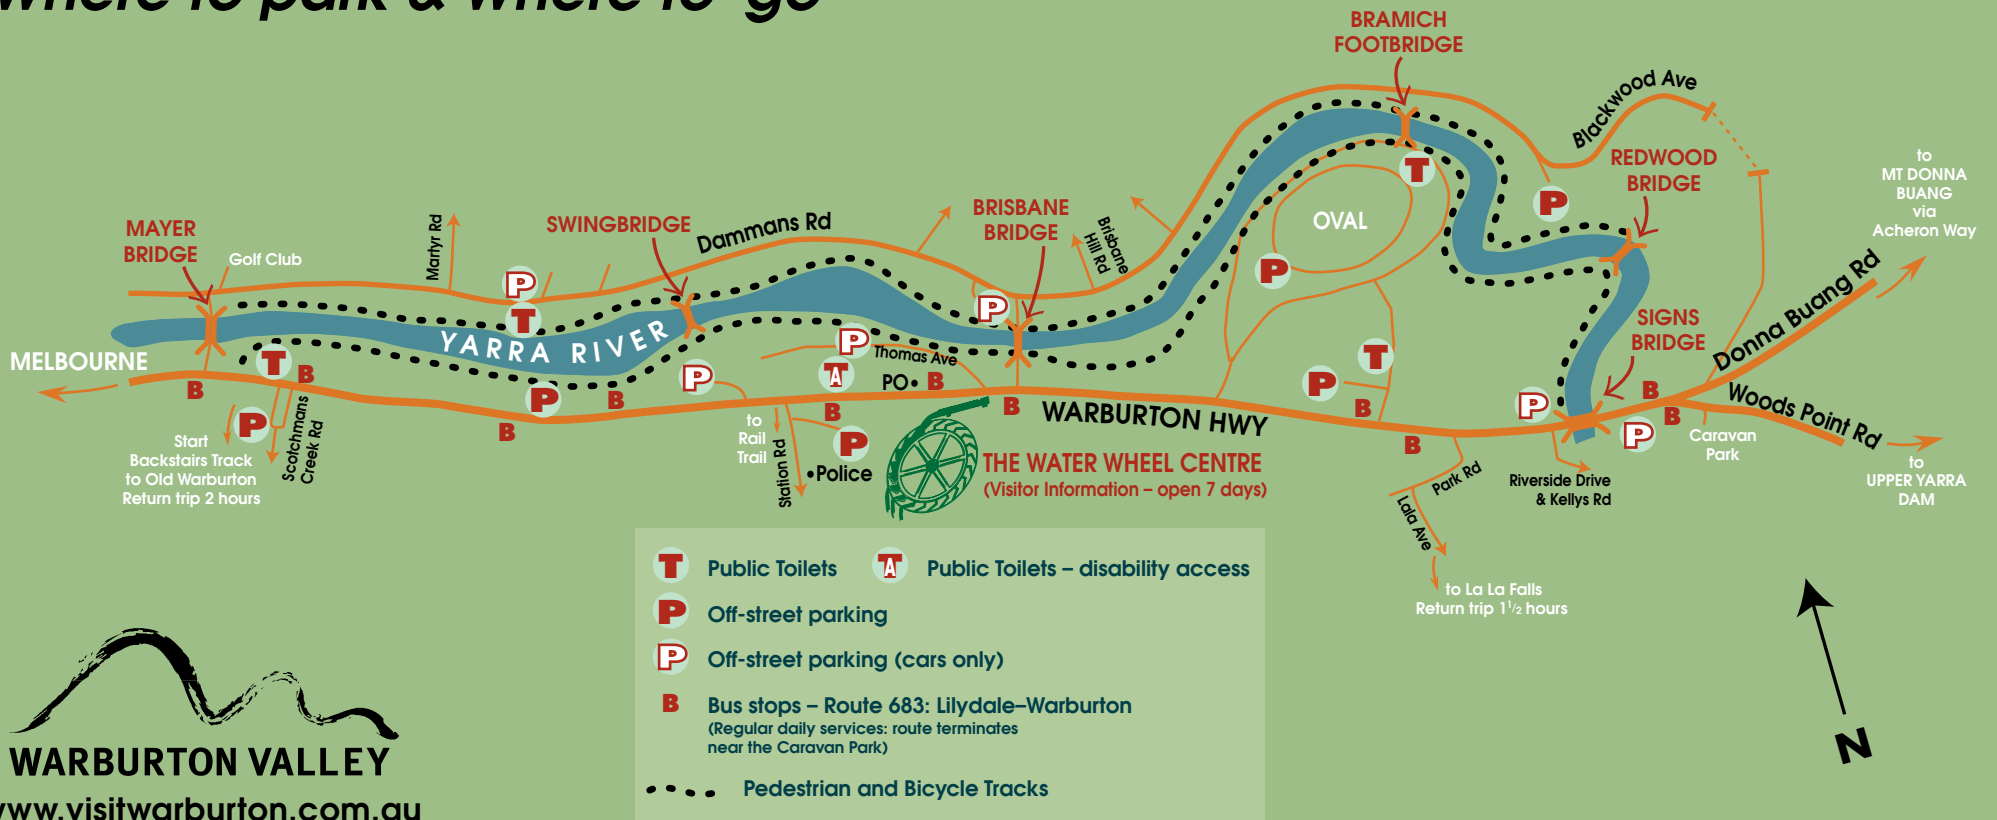 where to park & where to go
BRAMICH
FOOTBRIDGE
Blackwood Ave
REDWOOD
BRIDGE
to
MT DONNA
BUANG
via
Acheron Way
MAYER
BRIDGE
Golf Club
Martyr Rd
SWINGBRIDGE
Dammans Rd
BRISBANE
BRIDGE
Brisbane
Hill Rd
OVAL
T
P
P
P
P
T
P
YARRA RIVER
SIGNS
BRIDGE
Donna Buang Rd
MELBOURNE
T
B
B
P
B
B
P
P
Thomas Ave
A
PO•
B
B
B
T
P
B
B
P
P
B
B
WARBURTON HWY
Woods Point Rd
Caravan
Park
to
UPPER YARRA
DAM
P
Start
Backstairs Track
to Old Warburton
Return trip 2 hours
Scotchmans
Creek Rd
to
Rail
Trail
Station Rd
P
•Police
THE WATER WHEEL CENTRE
(Visitor Information – open 7 days)
Park Rd
Lala Ave
Riverside Drive
& Kellys Rd
to La La Falls
Return trip 1 1/2 hours
T Public Toilets
A Public Toilets – disability access
P Off-street parking
P Off-street parking (cars only)
B Bus stops – Route 683: Lilydale–Warburton
(Regular daily services: route terminates
near the Caravan Park)
Pedestrian and Bicycle Tracks
N
WARBURTON VALLEY
www.visitwarburton.com.au